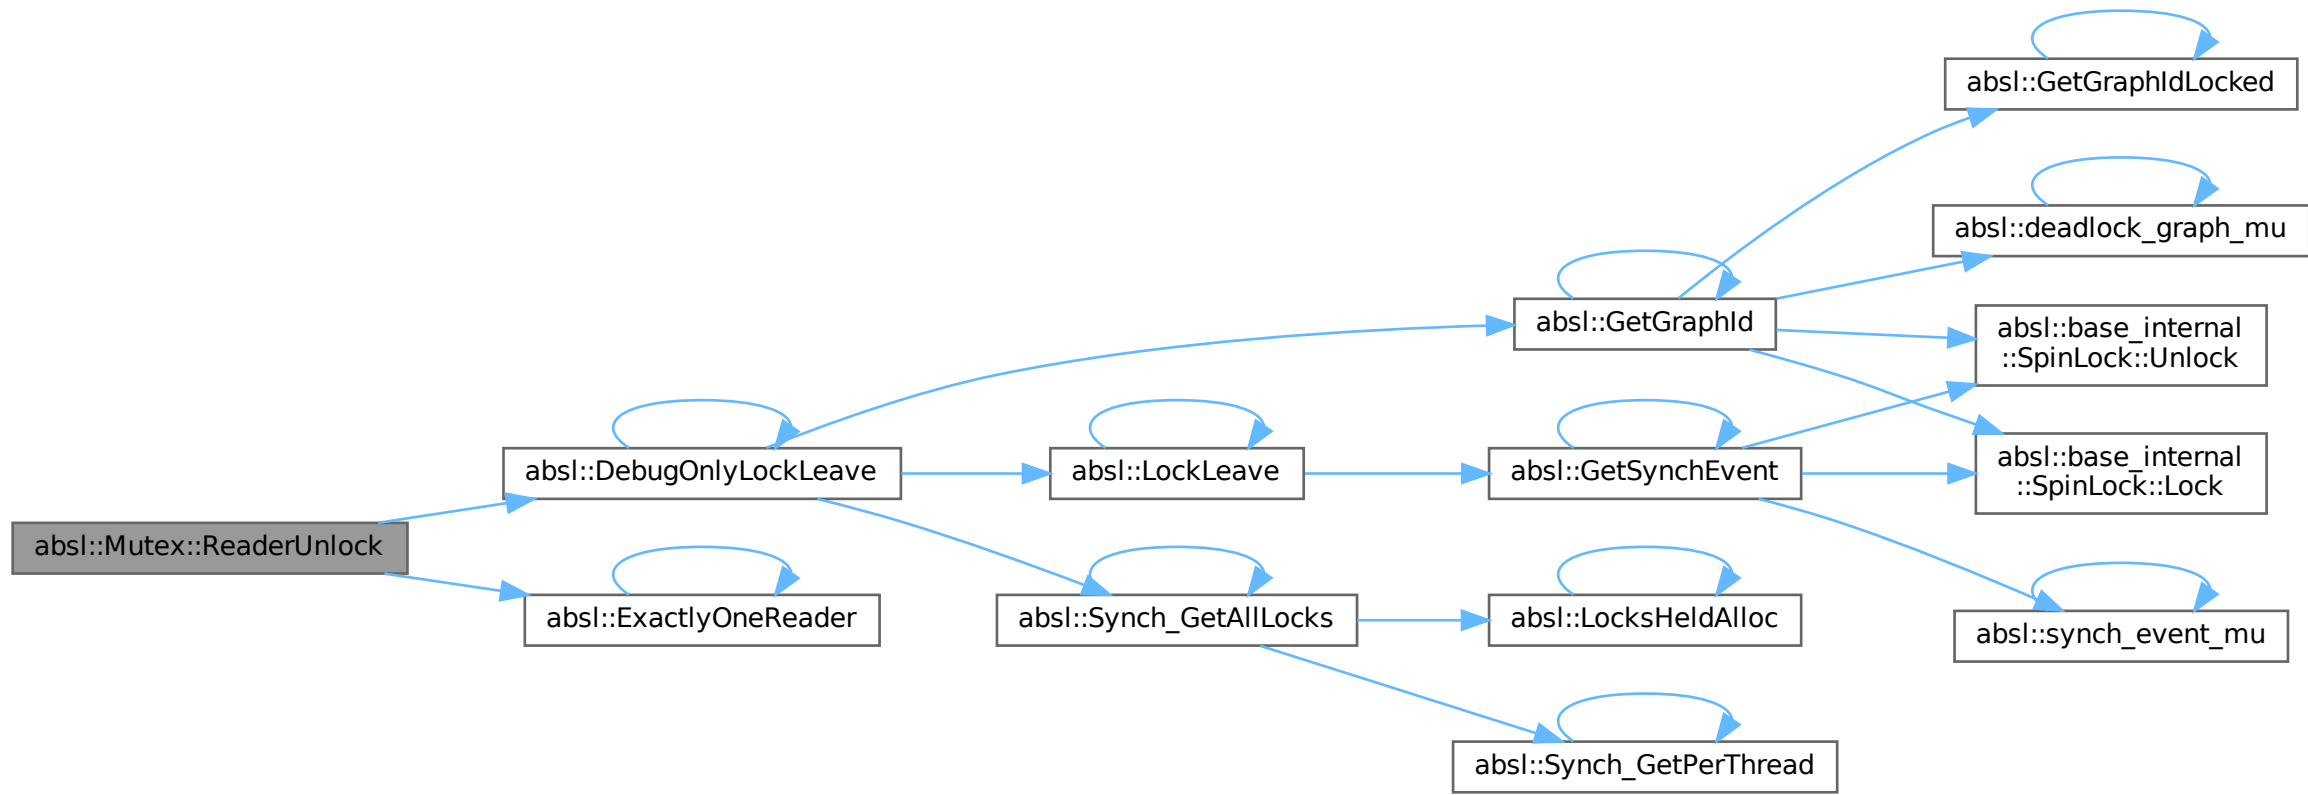 absl::GetGraphIdLocked
absl::deadlock_graph_mu
absl::GetGraphId
absl::base_internal
::SpinLock::Unlock
absl::DebugOnlyLockLeave
absl::LockLeave
absl::GetSynchEvent
absl::base_internal
::SpinLock::Lock
absl::Mutex::ReaderUnlock
absl::ExactlyOneReader
absl::Synch_GetAllLocks
absl::LocksHeldAlloc
absl::synch_event_mu
absl::Synch_GetPerThread